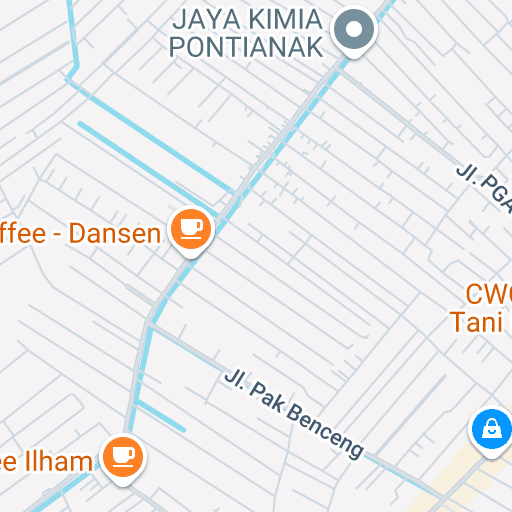 JAYA KIMIA
PONTIANAK
Jl. PGA
ffee - Dansen
CWC
Tani
Jl. Pak Benceng
ee Ilham